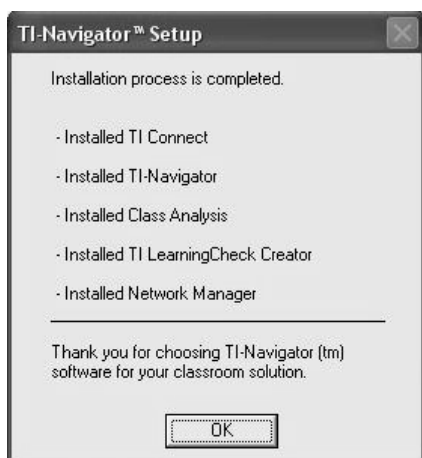 TI-Navigator™ Setup
Installation process is completed.
- Installed TI Connect
- Installed TI-Navigator
- Installed Class Analysis
- Installed TI LearningCheck Creator
- Installed Network Manager
Thank you for choosing TI-Navigator (tm)
software for your classroom solution.
OK